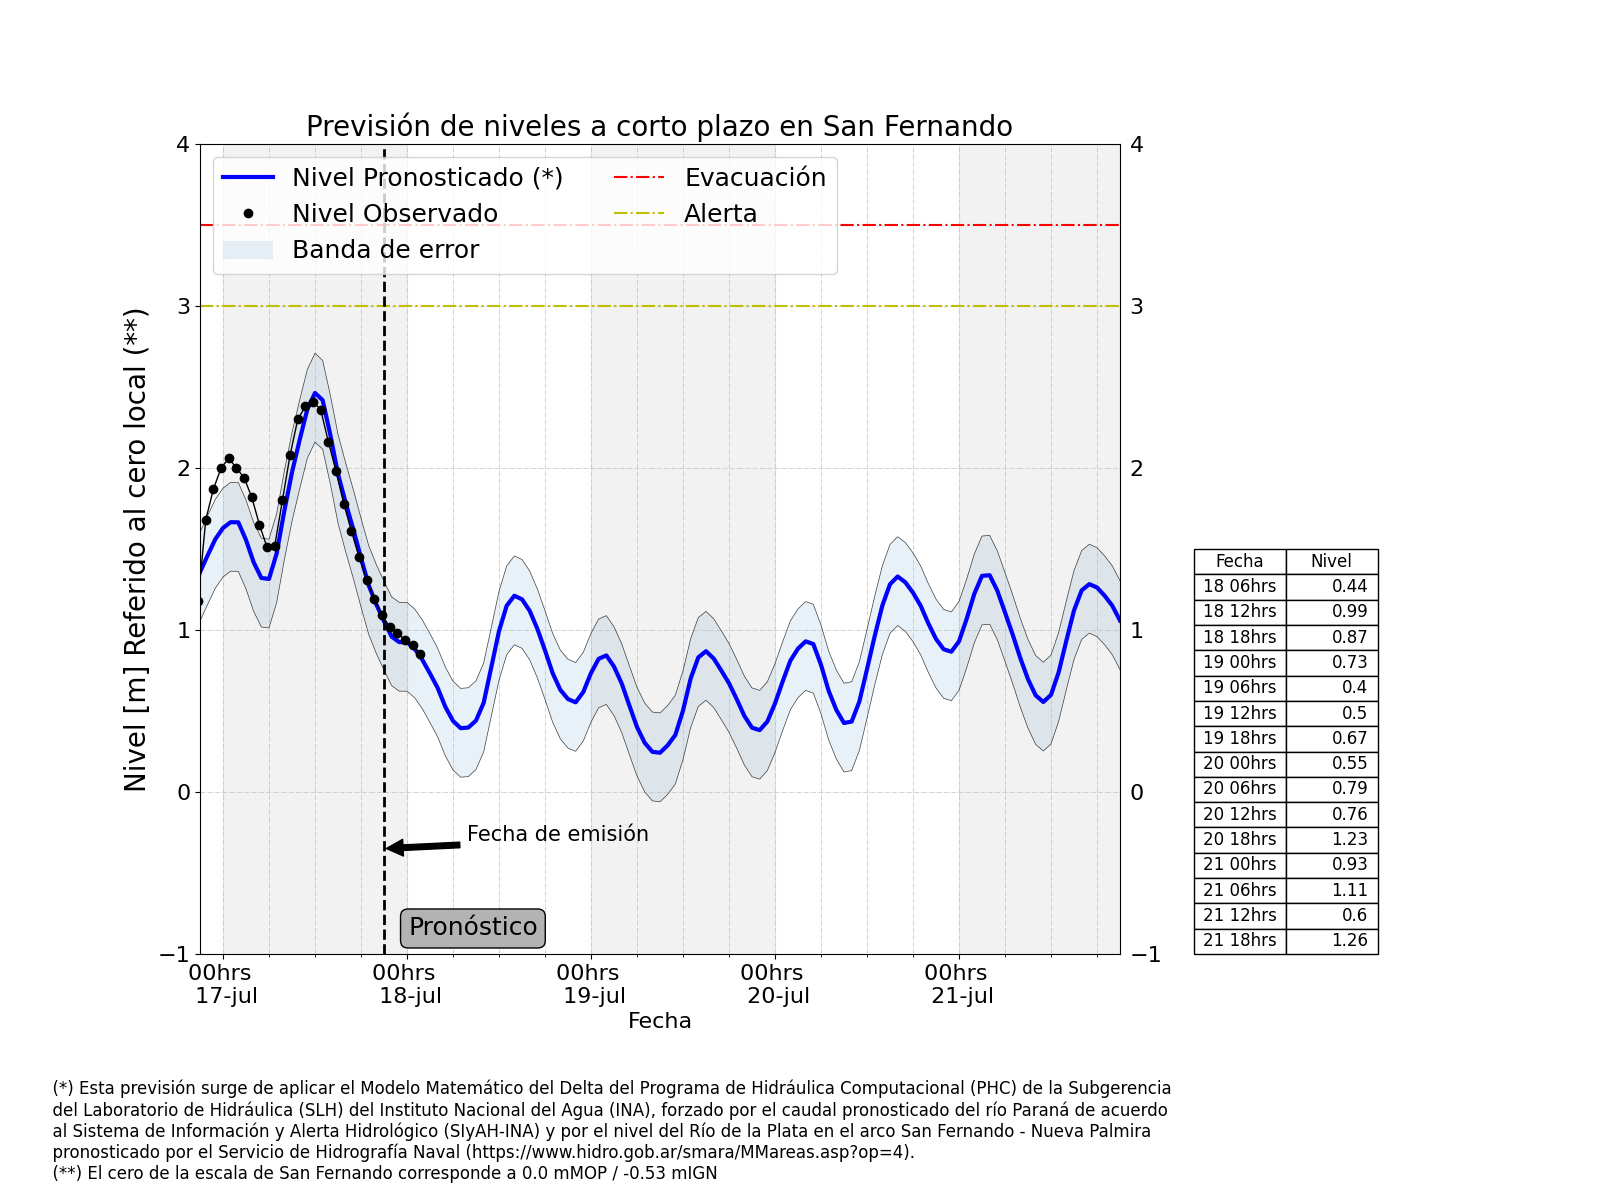 Previsión de niveles a corto plazo en San Fernando
4
3
2
1
0
−1
4
3
2
1
0
−1
Nivel Pronosticado (*)
Nivel Observado
Banda de error
Evacuación
Alerta
Nivel [m] Referido al cero local (**)
Fecha de emisión
Pronóstico
00hrs
17-jul
00hrs
18-jul
00hrs
19-jul
00hrs
20-jul
00hrs
21-jul
Fecha
Fecha Nivel
18 06hrs 0.44
18 12hrs 0.99
18 18hrs 0.87
19 00hrs 0.73
19 06hrs 0.4
19 12hrs 0.5
19 18hrs 0.67
20 00hrs 0.55
20 06hrs 0.79
20 12hrs 0.76
20 18hrs 1.23
21 00hrs 0.93
21 06hrs 1.11
21 12hrs 0.6
21 18hrs 1.26
(*) Esta previsión surge de aplicar el Modelo Matemático del Delta del Programa de Hidráulica Computacional (PHC) de la Subgerencia
del Laboratorio de Hidráulica (SLH) del Instituto Nacional del Agua (INA), forzado por el caudal pronosticado del río Paraná de acuerdo
al Sistema de Información y Alerta Hidrológico (SIyAH-INA) y por el nivel del Río de la Plata en el arco San Fernando - Nueva Palmira
pronosticado por el Servicio de Hidrografía Naval (https://www.hidro.gob.ar/smara/MMareas.asp?op=4).
(**) El cero de la escala de San Fernando corresponde a 0.0 mMOP / -0.53 mIGN